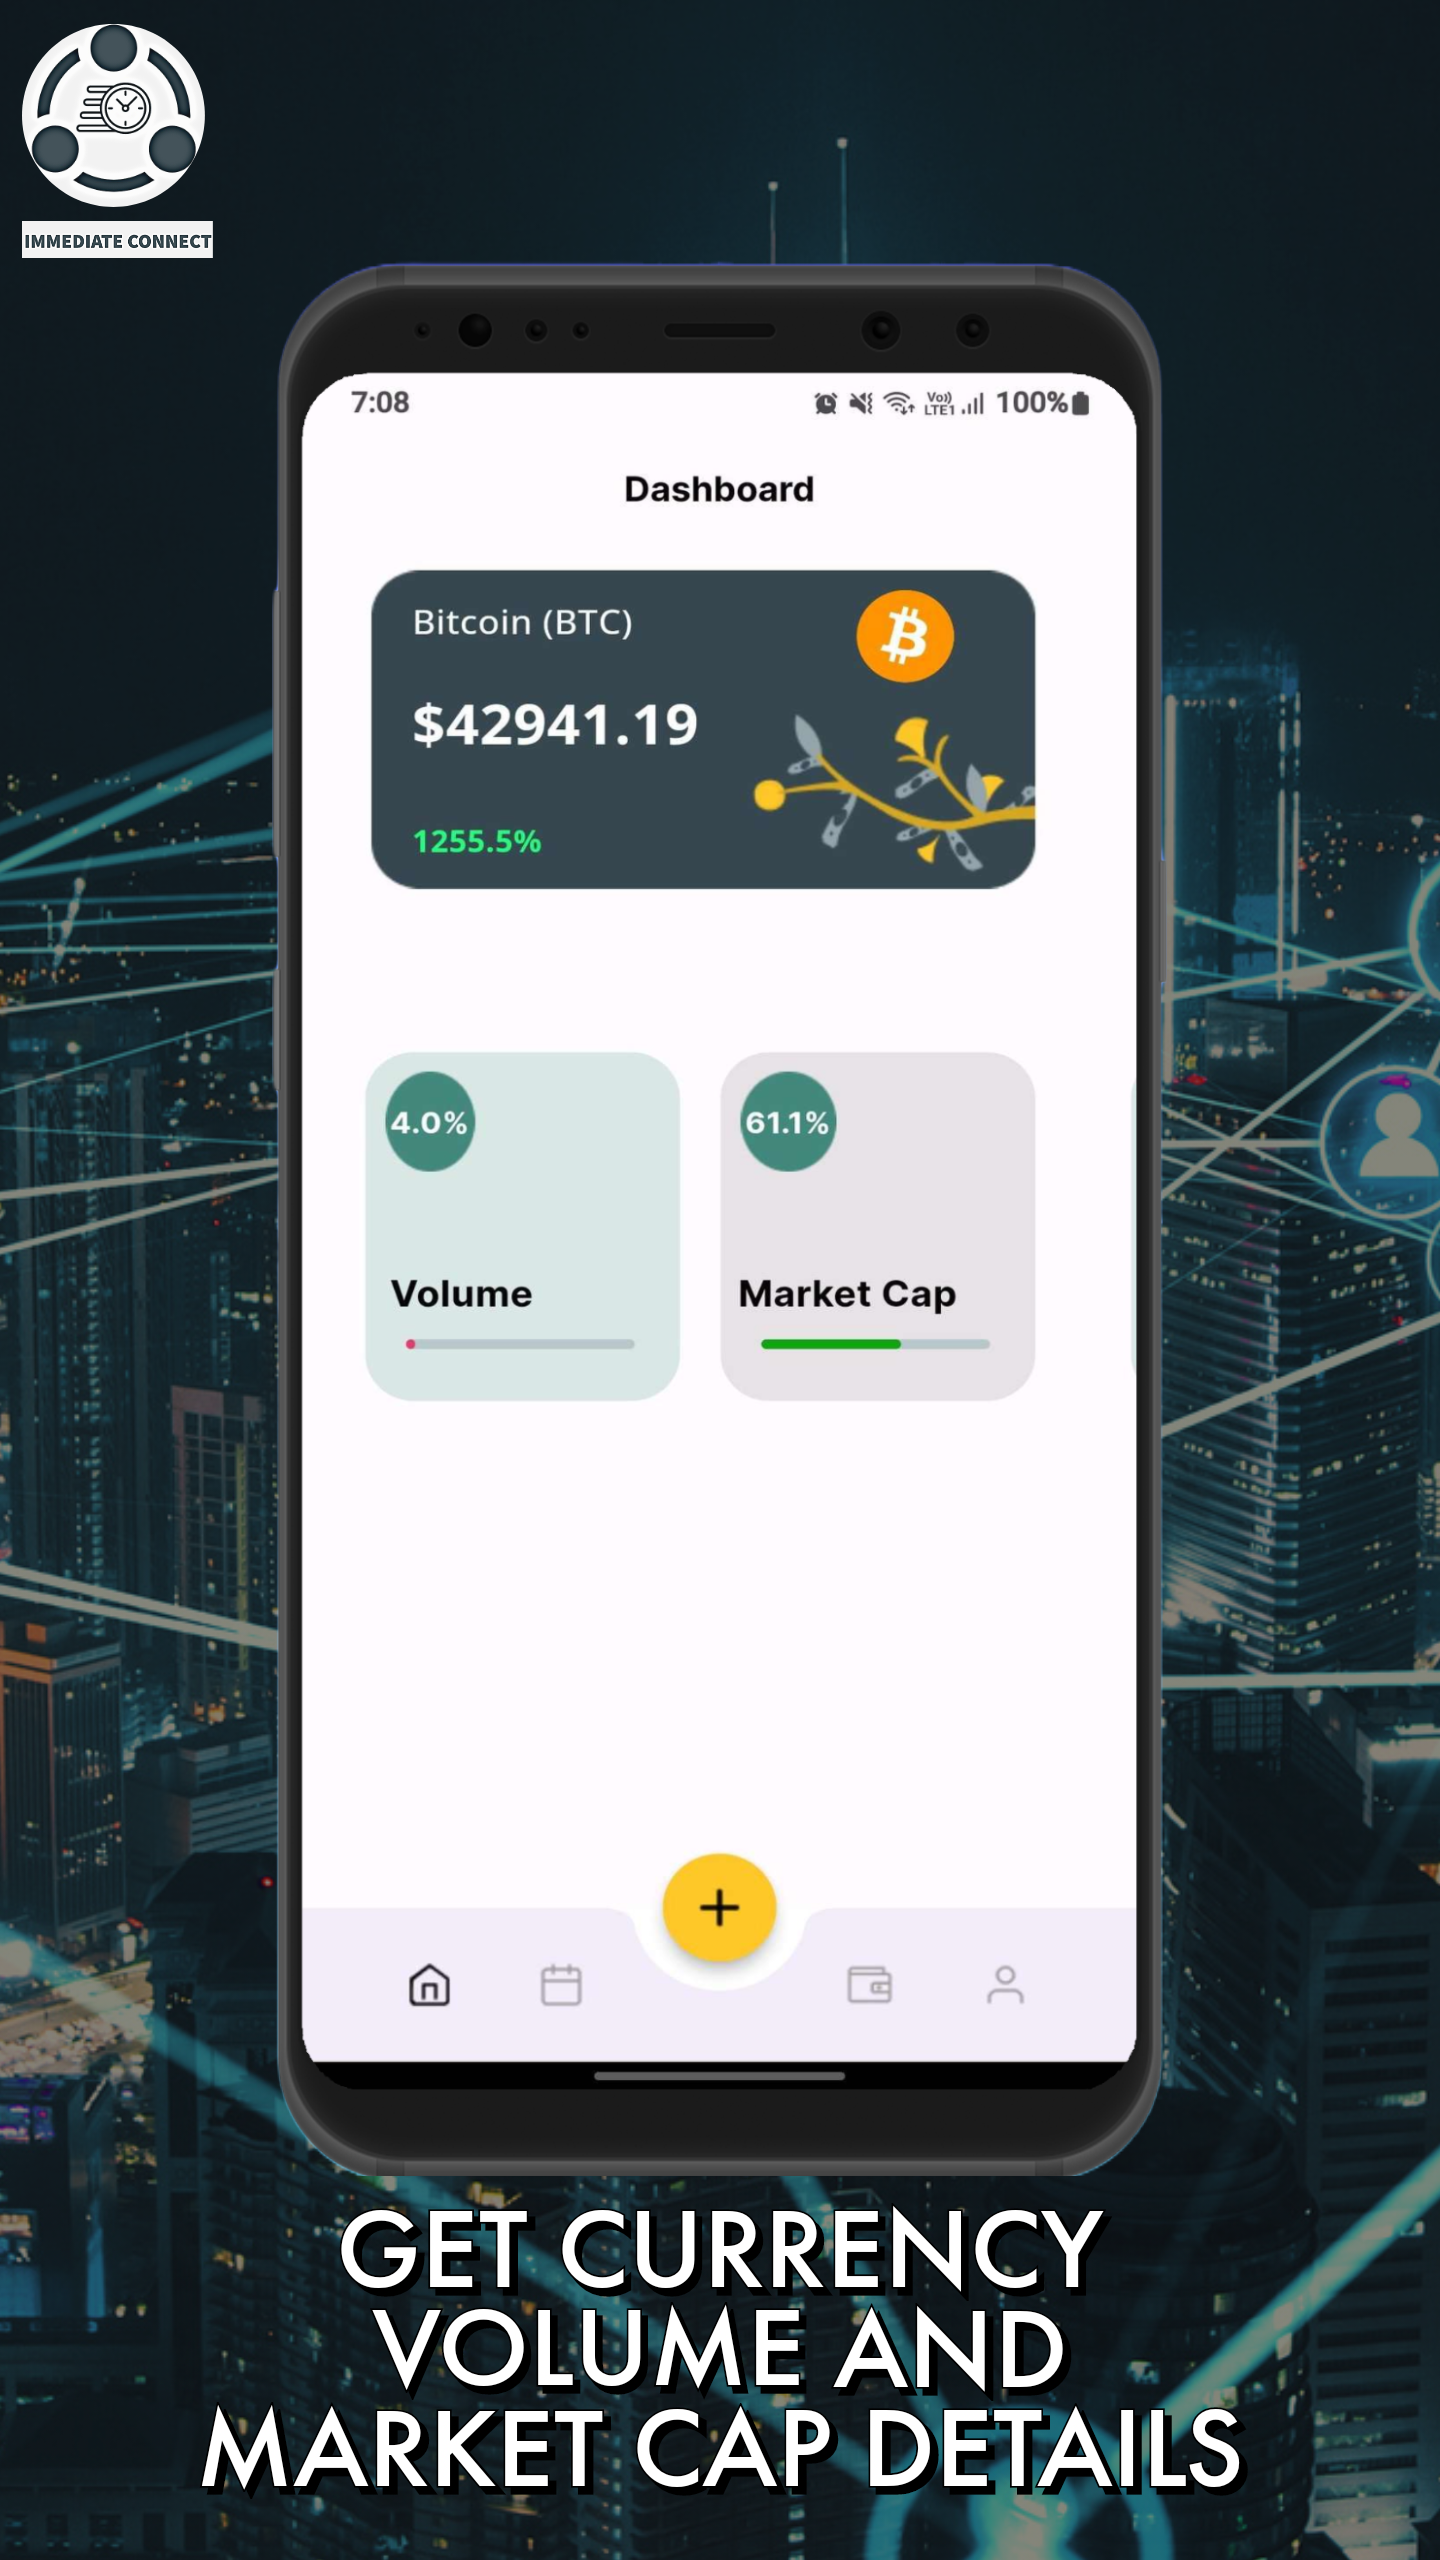 IMMEDIATE CONNECT
7:08
Vo))
LTE1
100%
Dashboard
Bitcoin (BTC)
$42941.19
1255.5%
4.0%
61.1%
Volume
Market Cap
GET CURRENCY
VOLUME AND
MARKET CAP DETAILS